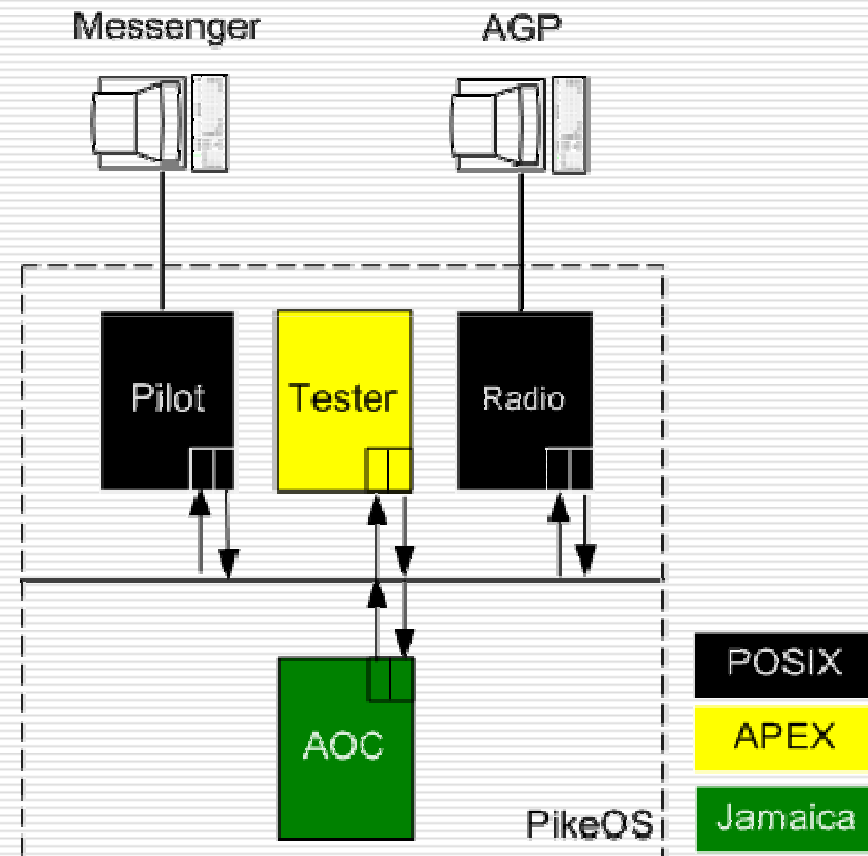 Messenger
AGP
Pilot
Tester
Radio
AOC
PikeOS
POSIX
APEX
Jamaica